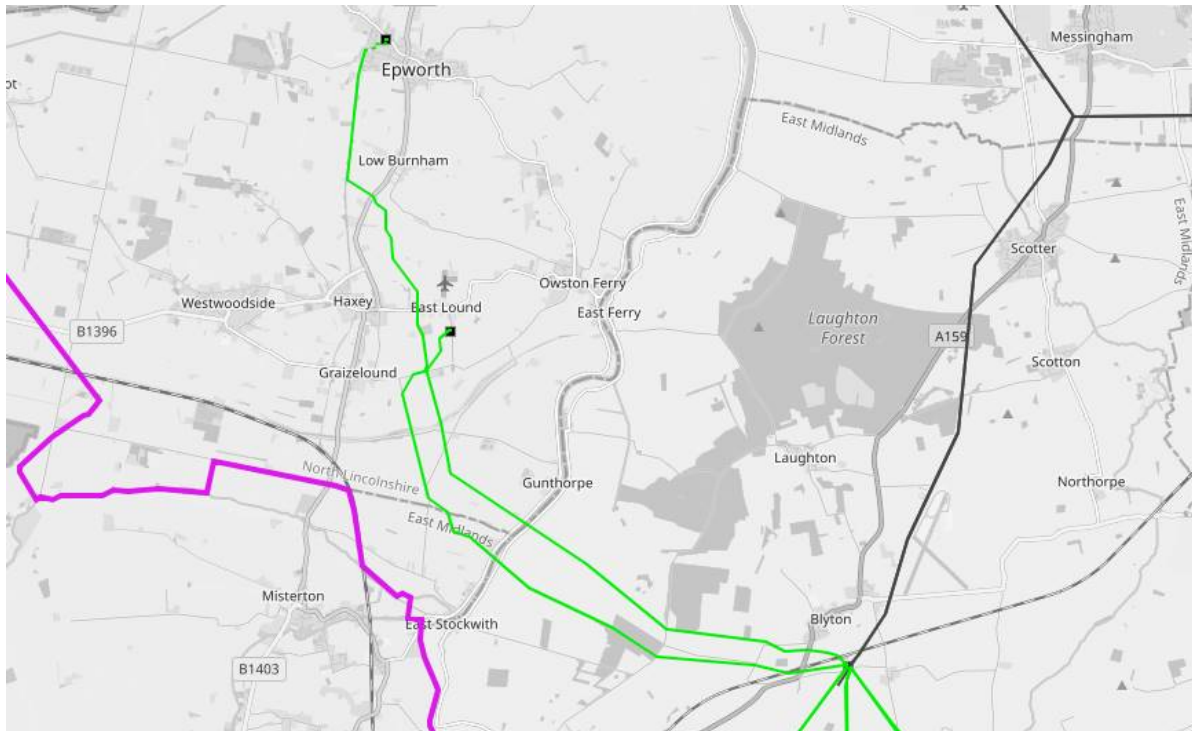 Messingham
Epworth
ot
East Midlands
Low Burnham
East Midlands
Scotter
Owston Ferry
Westwoodside
Haxey
East Lound
East Ferry
Laughton
Forest
B1396
A159
Scotton
Graizelound
Laughton
North Lincolnshire
Gunthorpe
Northorpe
East Midlands
Misterton
East Stockwith
Blyton
B1403